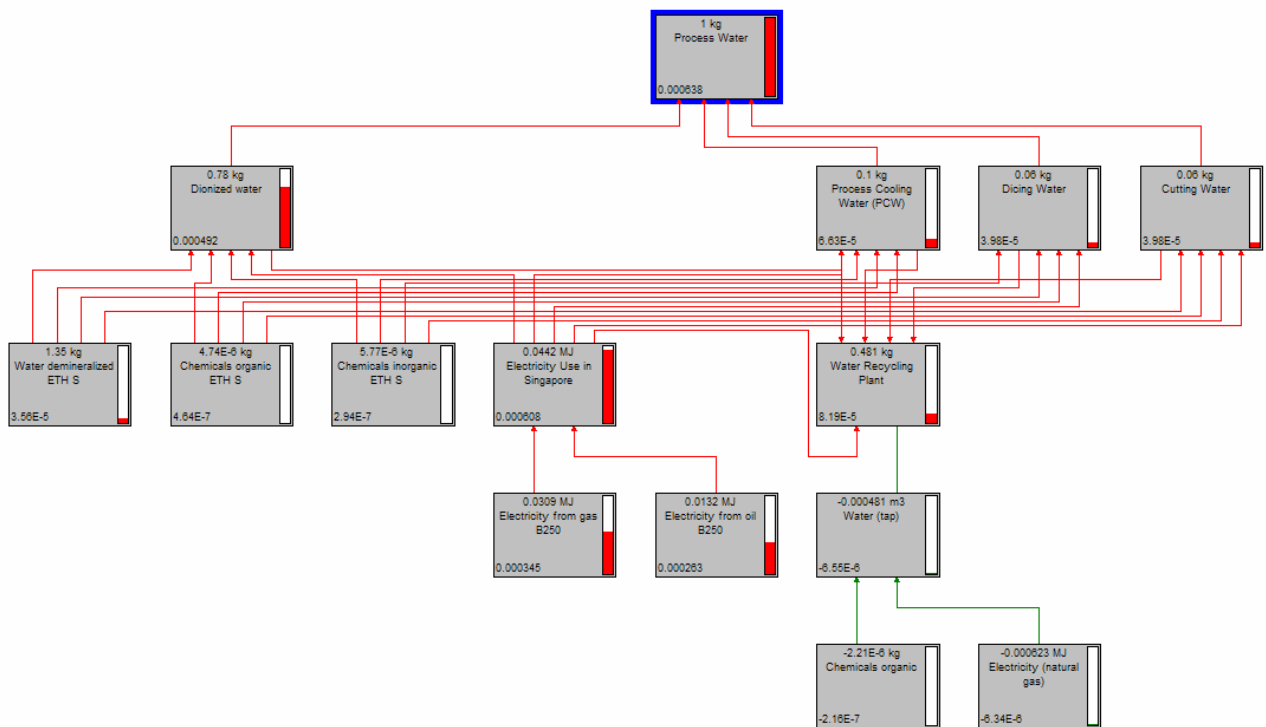 1 kg
Process Water
0.000638
0.78 kg
Dionized water
0.000492
0.1 kg
Process Cooling
Water (PCW)
6.63E-5
0.06 kg
Dicing Water
3.98E-5
0.06 kg
Cutting Water
3.98E-5
1.35 kg
Water demineralized
ETH S
3.56E-5
4.74E-6 kg
Chemicals organic
ETH S
4.64E-7
5.77E-6 kg
Chemicals inorganic
ETH S
2.94E-7
0.0442 MJ
Electricity Use in
Singapore
0.000608
0.481 kg
Water Recycling
Plant
8.19E-5
0.0309 MJ
Electricity from gas
B250
0.000345
0.0132 MJ
Electricity from oil
B250
0.000263
-0.000481 m3
Water (tap)
-6.55E-6
-2.21E-6 kg
Chemicals organic
-2.16E-7
-0.000623 MJ
Electricity (natural
gas)
-6.34E-6